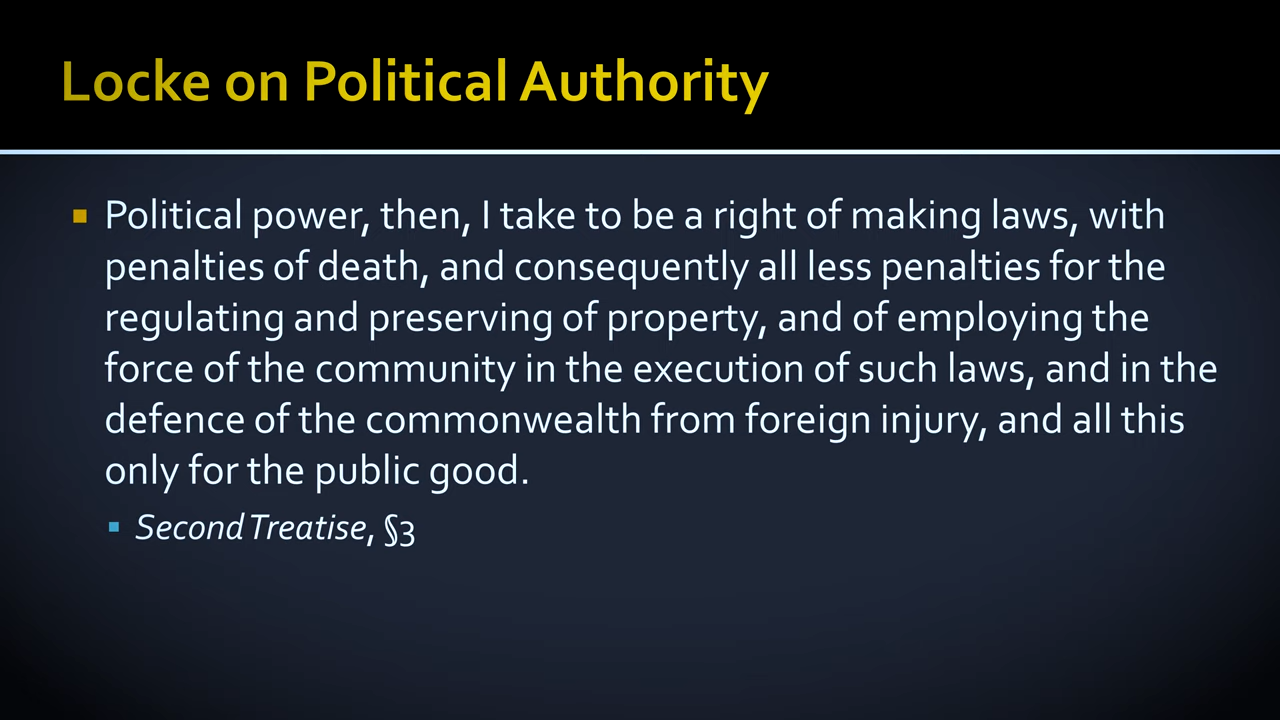 Locke on Political Authority
Political power, then, I take to be a right of making laws, with
penalties of death, and consequently all less penalties for the
regulating and preserving of property, and of employing the
force of the community in the execution of such laws, and in the
defence of the commonwealth from foreign injury, and all this
only for the public good.
Second Treatise, §3